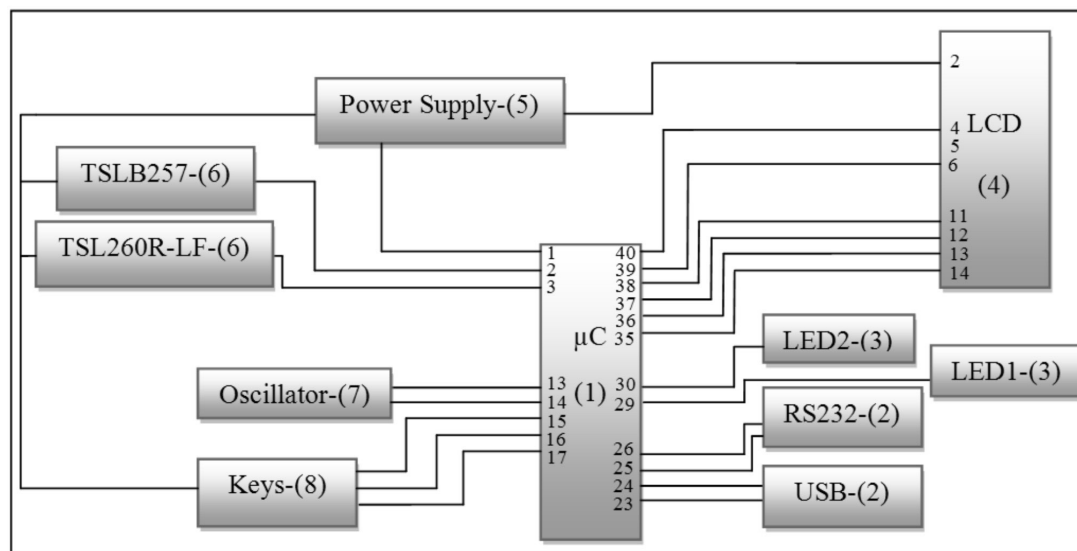 Power Supply-(5)
TSLB257-(6)
TSL260R-LF-(6)
Oscillator-(7)
Keys-(8)
1
2
3
13
14
15
16
17
µC
(1)
40
39
38
37
36
35
30
29
26
25
24
23
2
4
5
6
11
12
13
14
LCD
(4)
LED2-(3)
LED1-(3)
RS232-(2)
USB-(2)